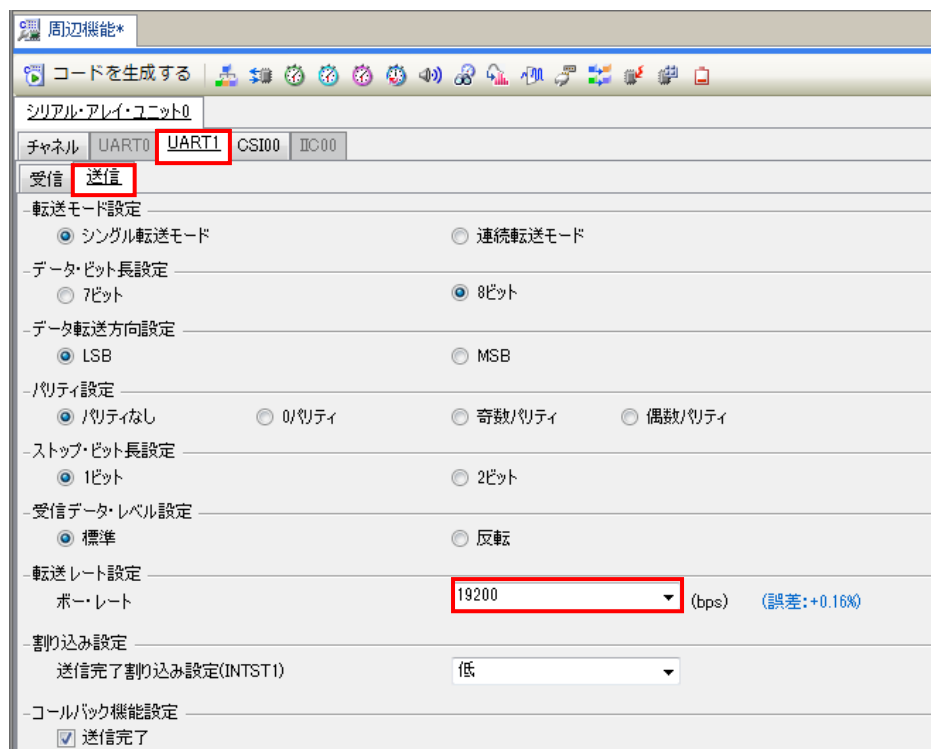 周辺機能*
コードを生成する
シリアル・アレイ・ユニット0
チャネル UART0 UART1 CSI00 IIC00
受信 送信
転送モード設定
シングル転送モード 連続転送モード
データ・ビット長設定
7ビット 8ビット
データ転送方向設定
LSB MSB
パリティ設定
パリティなし 0パリティ 奇数パリティ 偶数パリティ
ストップ・ビット長設定
1ビット 2ビット
受信データ・レベル設定
標準 反転
転送レート設定
ボー・レート 19200 (bps) (誤差:+0.16%)
割り込み設定
送信完了割り込み設定(INTST1) 低
コールバック機能設定
送信完了